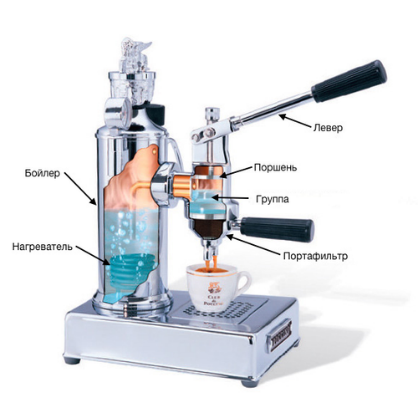 Левер
Поршень
Бойлер
Группа
Нагреватель
Портафильтр